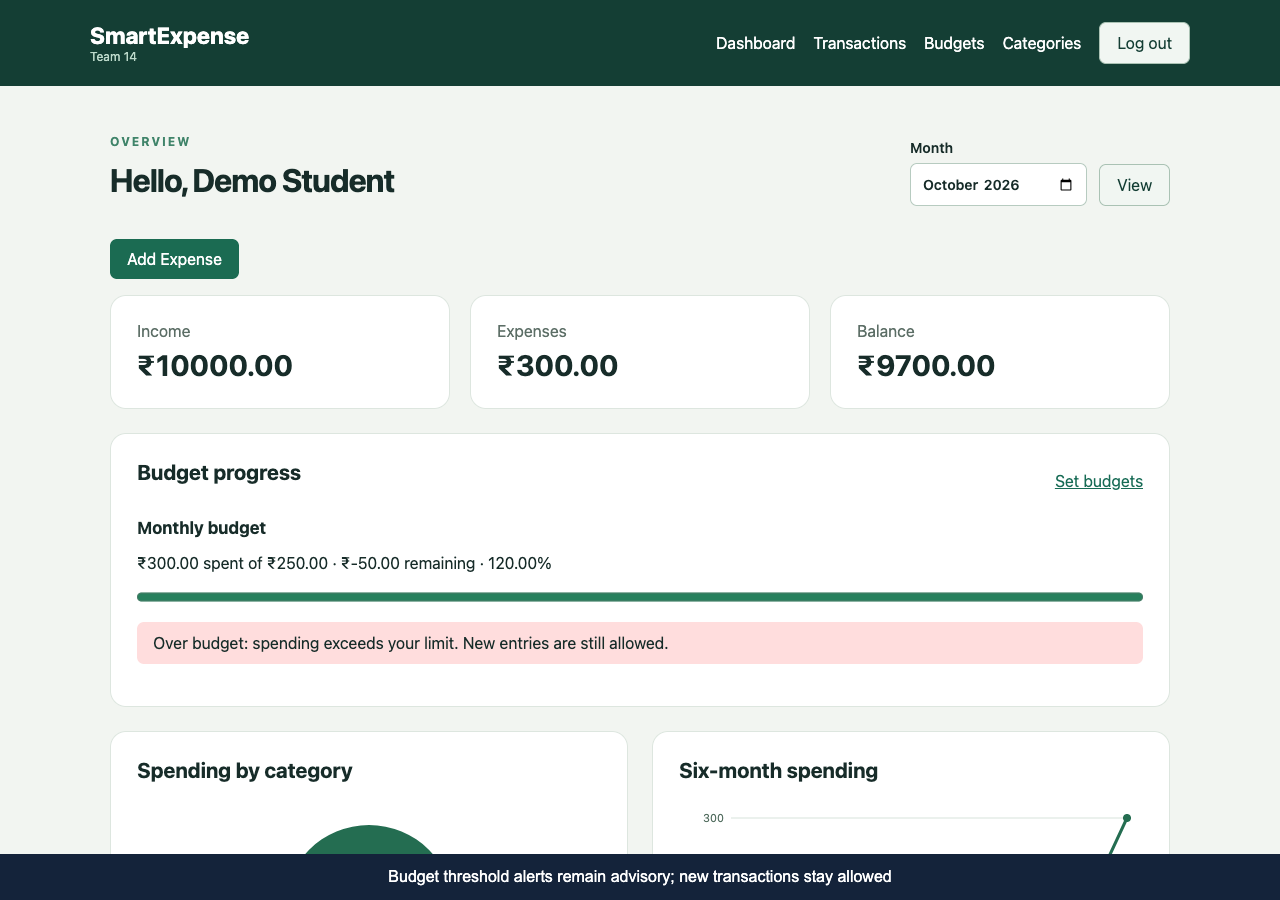 SmartExpense
Team 14
Dashboard Transactions Budgets Categories Log out
OVERVIEW
Hello, Demo Student
Month
October 2026
View
Add Expense
Income
₹10000.00
Expenses
₹300.00
Balance
₹9700.00
Budget progress
Set budgets
Monthly budget
₹300.00 spent of ₹250.00 · ₹-50.00 remaining · 120.00%
Over budget: spending exceeds your limit. New entries are still allowed.
Spending by category
Six-month spending
300
Budget threshold alerts remain advisory; new transactions stay allowed